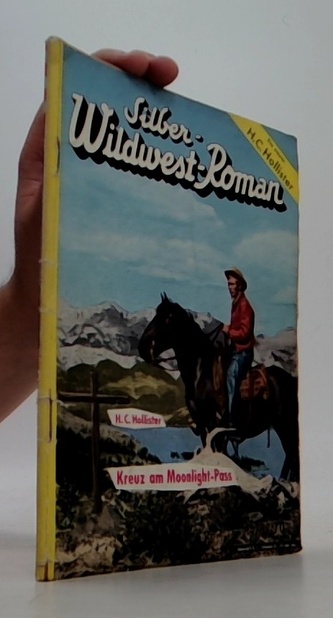 Silber-
Wildwest-Roman
H.C. Hollister
H. C. Hollister
Kreuz am Moonlight-Pass